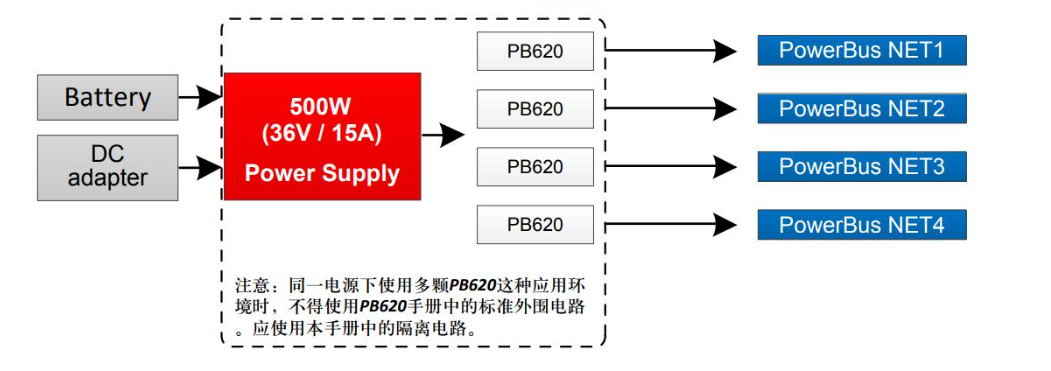 Battery
DC
adapter
500W
(36V / 15A)
Power Supply
PB620
PB620
PB620
PB620
PowerBus NET1
PowerBus NET2
PowerBus NET3
PowerBus NET4
注意：同一电源下使用多颗PB620这种应用环
境时，不得使用PB620手册中的标准外围电路
。应使用本手册中的隔离电路。